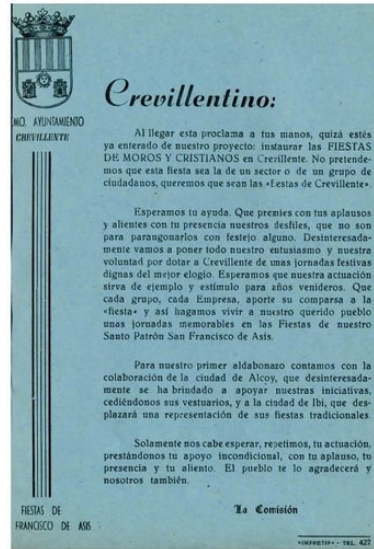 MO. AYUNTAMIENTO
CREVILLENTE
Crevillentino:
Al llegar esta proclama a tus manos, quizá estés
ya enterado de nuestro proyecto: instaurar las FIESTAS
DE MOROS Y CRISTIANOS en Crevillente. No pretende-
mos que esta fiesta sea la de un sector o de un grupo de
ciudadanos, queremos que sean las «fiestas de Crevillente».
Esperamos tu ayuda. Que premies con tus aplausos
y alientes con tu presencia nuestros desfiles, que no son
para parangonarlos con festejo alguno. Desinteresada-
mente vamos a poner todo nuestro entusiasmo y nuestra
voluntad por dotar a Crevillente de unas jornadas festivas
dignas del mejor elogio. Esperamos que nuestra actuación
sirva de ejemplo y estímulo para años venideros. Que
cada grupo, cada Empresa, aporte su comparsa a la
«fiesta» y así hagamos vivir a nuestro querido pueblo
unas jornadas memorables en las Fiestas de nuestro
Santo Patrón San Francisco de Asís.
Para nuestro primer aldabonazo contamos con la
colaboración de la ciudad de Alcoy, que desinteresada-
mente se ha brindado a apoyar nuestras iniciativas,
cediéndonos sus vestuarios, y a la ciudad de Ibi, que des-
plazará una representación de sus fiestas tradicionales.
Solamente nos cabe esperar, repetimos, tu actuación,
prestándonos tu apoyo incondicional, con tu aplauso, tu
presencia y tu aliento. El pueblo te lo agradecerá y
nosotros también.
La Comisión
FIESTAS DE
FRANCISCO DE ASIS
«IMPRETIP» - TEL. 427